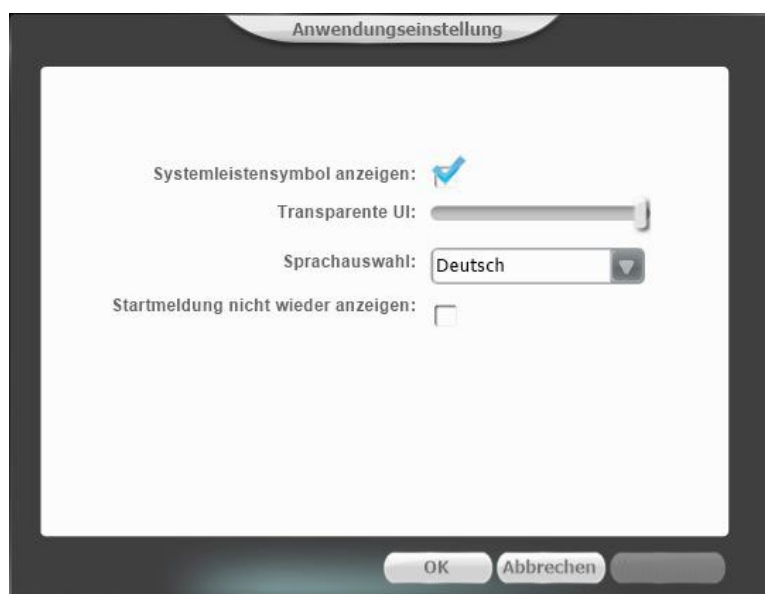 Anwendungseinstellung
Systemleistensymbol anzeigen:
Transparente UI:
Sprachauswahl: Deutsch
Startmeldung nicht wieder anzeigen:
OK Abbrechen